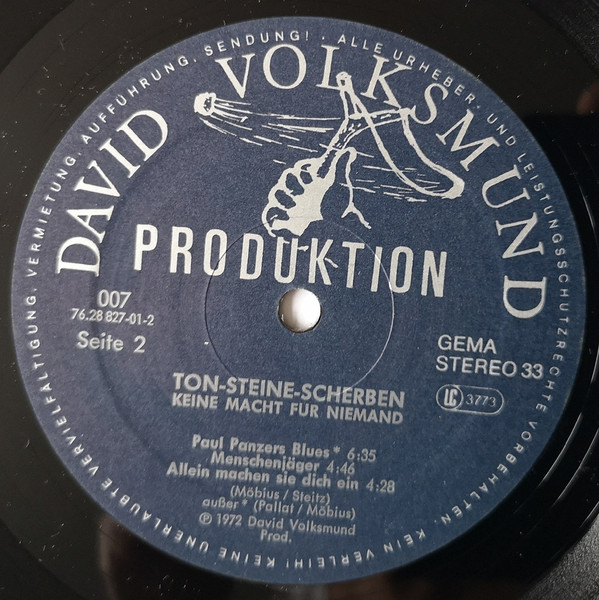 DAVID VOLKSMUND
PRODUKTION
007
76.28 827-01-2
Seite 2
GEMA
STEREO 33
LC 3773
TON-STEINE-SCHERBEN
KEINE MACHT FÜR NIEMAND
Paul Panzers Blues* 6:35
Menschenjäger 4:46
Allein machen sie dich ein 4:28
(Möbius / Steitz)
außer * (Pallat / Möbius)
℗ 1972 David Volksmund
Prod.
ALLE URHEBER- UND LEISTUNGSSCHUTZRECHTE VORBEHALTEN. KEIN VERLEIH! KEINE UNERLAUBTE VERVIELFÄLTIGUNG, VERMIETUNG, AUFFÜHRUNG, SENDUNG!